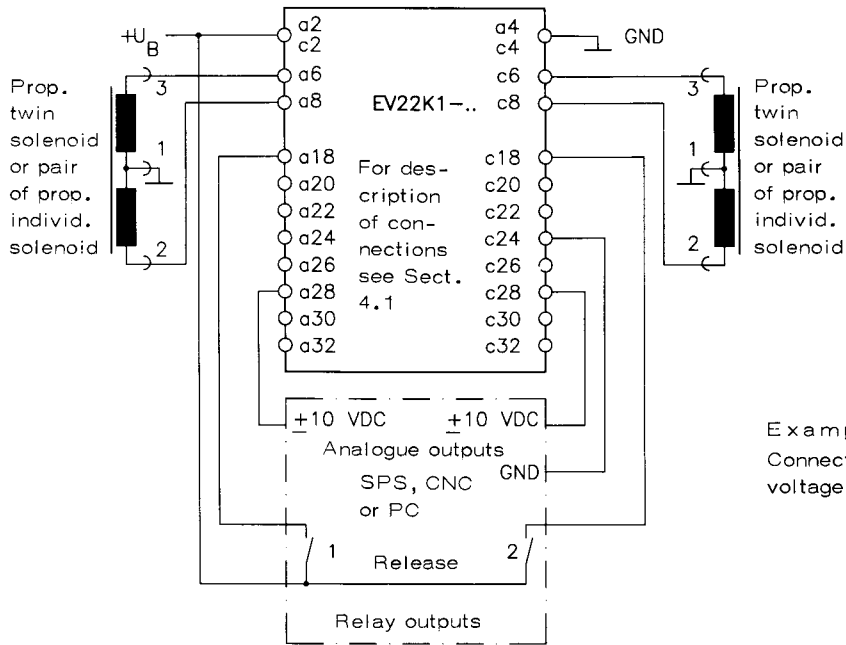 +U
B
a2
c2
a4
c4
GND
3
a6
c6
3
a8
EV22K1-..
c8
Prop.
twin
solenoid
or pair
of prop.
individ.
solenoid
1
2
Prop.
twin
solenoid
or pair
of prop.
individ.
solenoid
1
2
a18
a20
a22
a24
a26
a28
a30
a32
For des-
cription
of con-
nections
see Sect.
4.1
c18
c20
c22
c24
c26
c28
c30
c32
±10 VDC
±10 VDC
Analogue outputs
GND
SPS, CNC
or PC
1
2
Release
Relay outputs
Examp
Connect
voltage